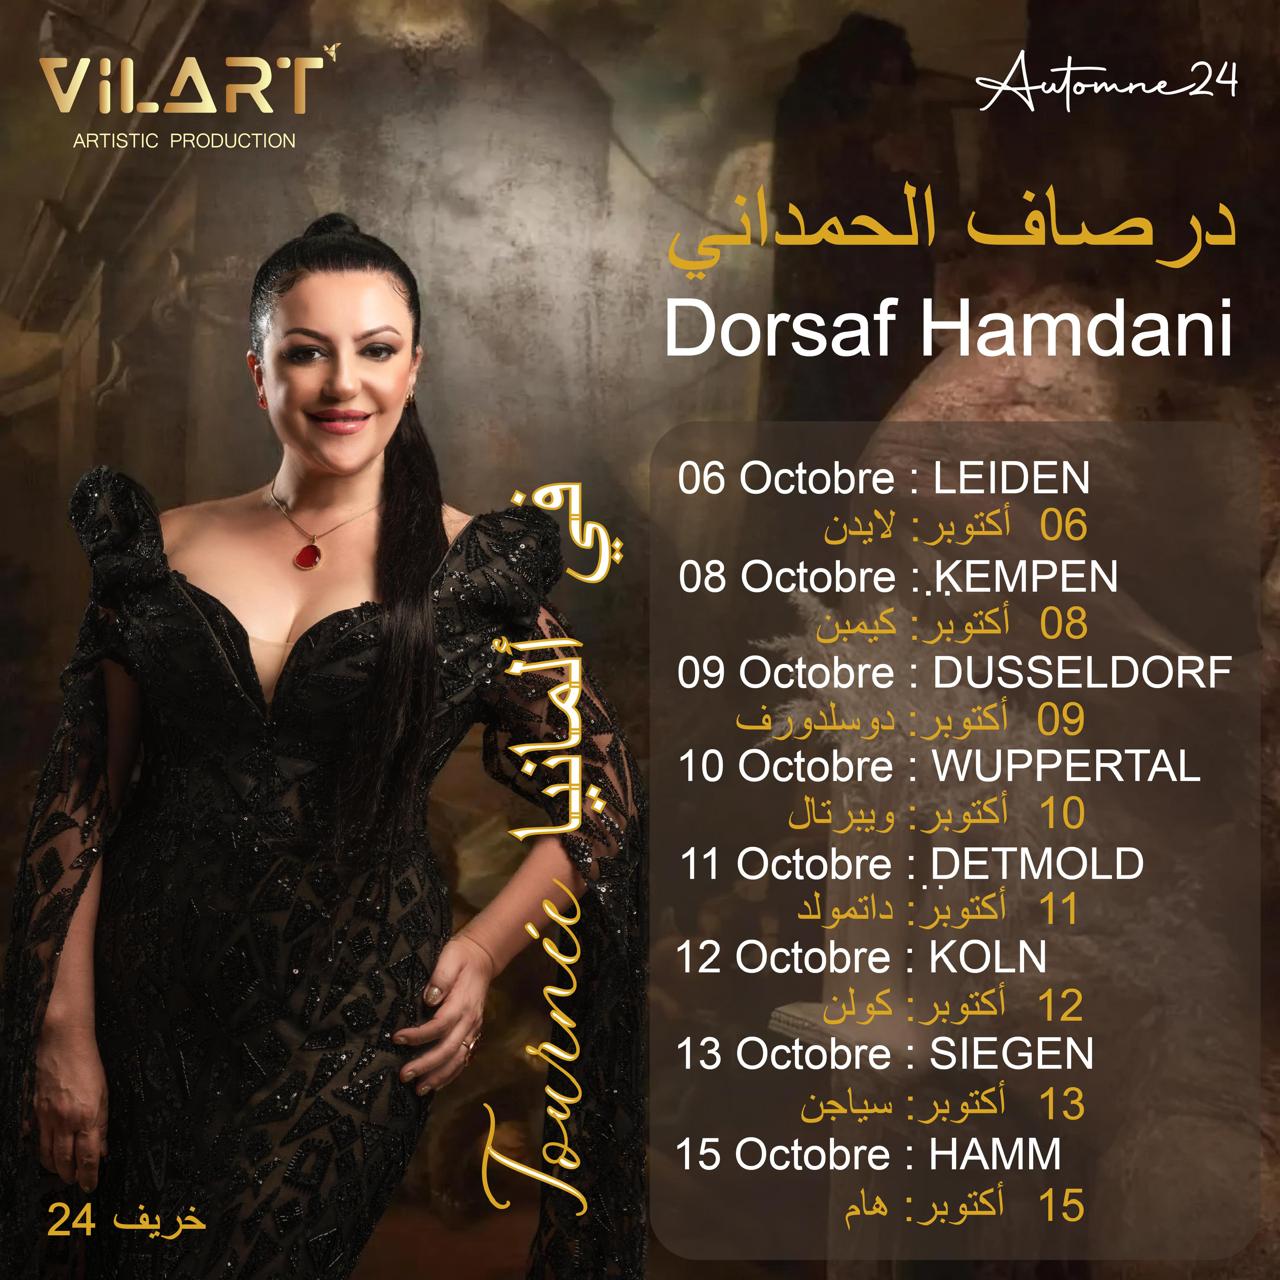 ViLART
ARTISTIC PRODUCTION
Automne24
درصاف الحمداني
Dorsaf Hamdani
06 Octobre : LEIDEN
06 أكتوبر: لايدن
08 Octobre : KEMPEN
08 أكتوبر: كيمبن
09 Octobre : DUSSELDORF
09 أكتوبر: دوسلدورف
10 Octobre : WUPPERTAL
10 أكتوبر: ويبرتال
11 Octobre : DETMOLD
11 أكتوبر: داتمولد
12 Octobre : KOLN
12 أكتوبر: كولن
13 Octobre : SIEGEN
13 أكتوبر: سياجن
15 Octobre : HAMM
15 أكتوبر: هام
Tournée في ألمانيا
خريف 24